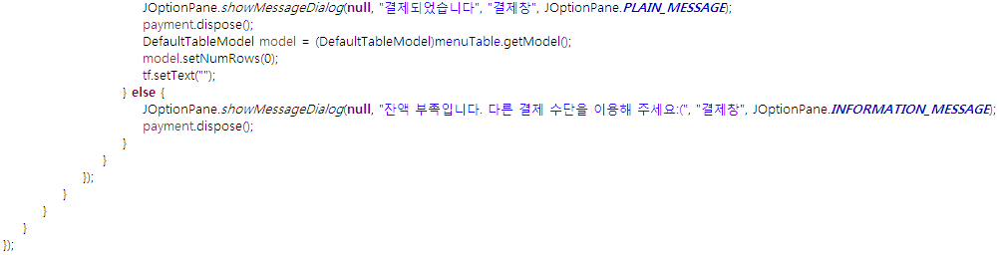 JOptionPane.showMessageDialog(null, "결제되었습니다", "결제창", JOptionPane.PLAIN_MESSAGE);
payment.dispose();
DefaultTableModel model = (DefaultTableModel)menuTable.getModel();
model.setNumRows(0);
tf.setText("");
} else {
JOptionPane.showMessageDialog(null, "잔액 부족입니다. 다른 결제 수단을 이용해 주세요:(", "결제창", JOptionPane.INFORMATION_MESSAGE);
payment.dispose();
}
}
});
}
}
}
});